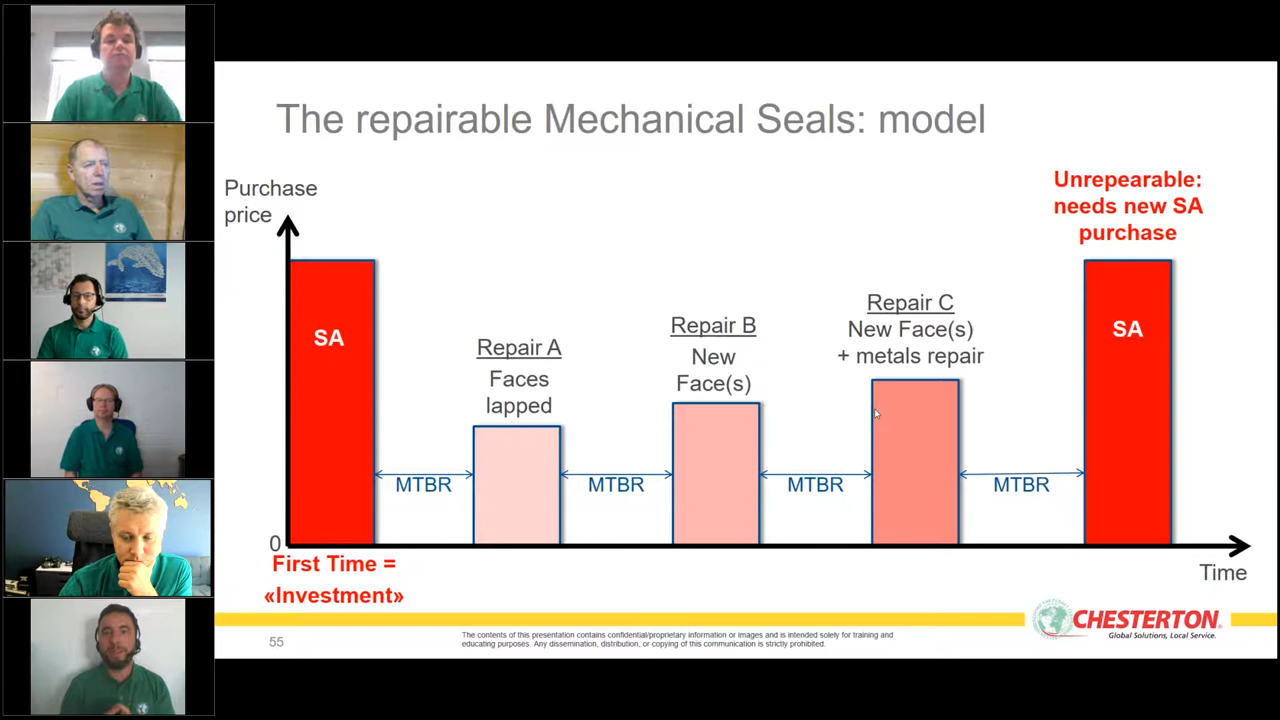 The repairable Mechanical Seals: model
Purchase
price
Unrepearable:
needs new SA
purchase
SA
Repair A
Faces
lapped
Repair B
New
Face(s)
Repair C
New Face(s)
+ metals repair
SA
MTBR
MTBR
MTBR
MTBR
0
First Time =
«Investment»
Time
55
The contents of this presentation contains confidential/proprietary information or images and is intended solely for training and
educating purposes. Any dissemination, distribution, or copying of this communication is strictly prohibited.
CHESTERTON®
Global Solutions, Local Service.